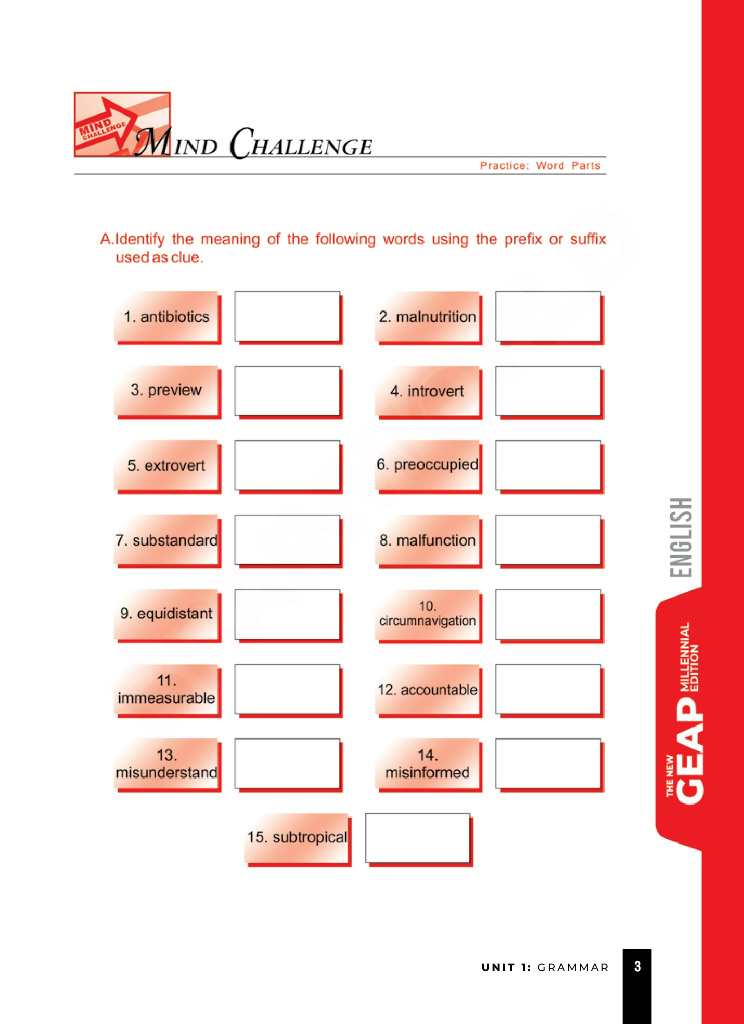 MIND
CHALLENGE
MIND CHALLENGE
Practice: Word Parts
A.Identify the meaning of the following words using the prefix or suffix
used as clue.
1. antibiotics
2. malnutrition
3. preview
4. introvert
5. extrovert
6. preoccupied
7. substandard
8. malfunction
9. equidistant
10.
circumnavigation
11.
immeasurable
12. accountable
13.
misunderstand
14.
misinformed
15. subtropical
ENGLISH
THE NEW
GEAP
MILLENNIAL
EDITION
UNIT 1: GRAMMAR
3